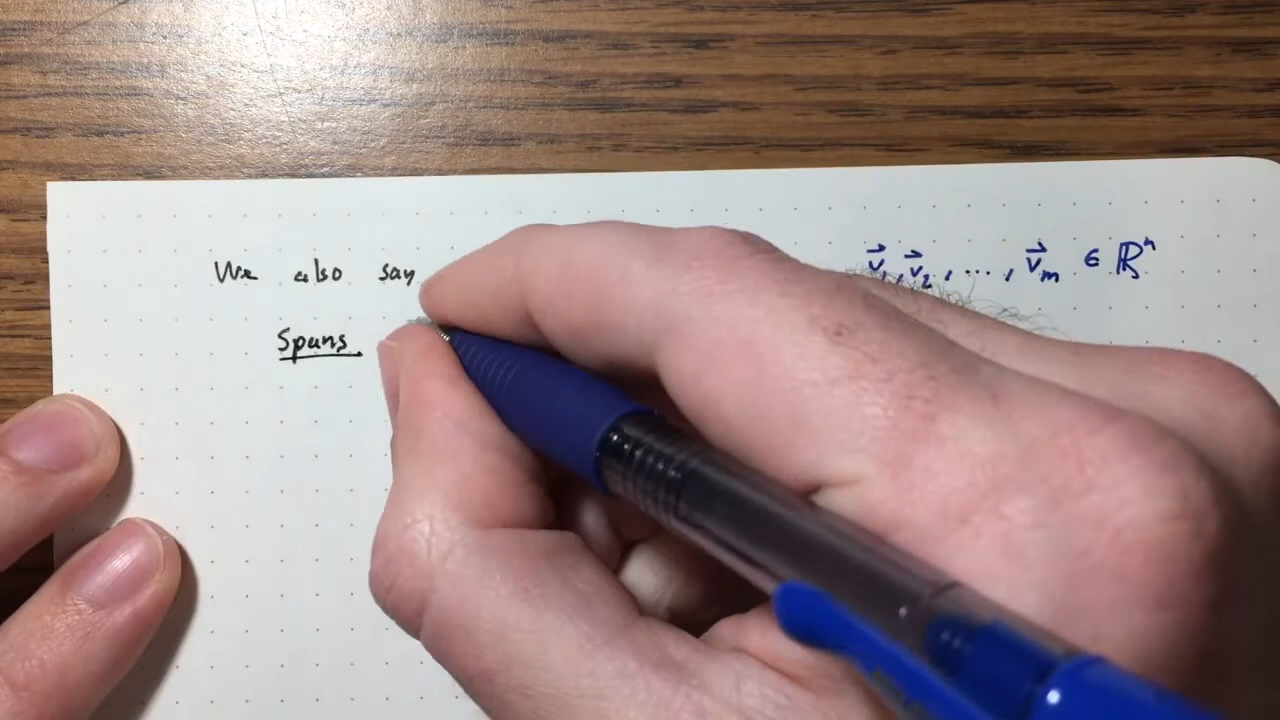 We also say v⃗₁, v⃗₂, ..., v⃗ₘ ∈ ℝⁿ
Spans